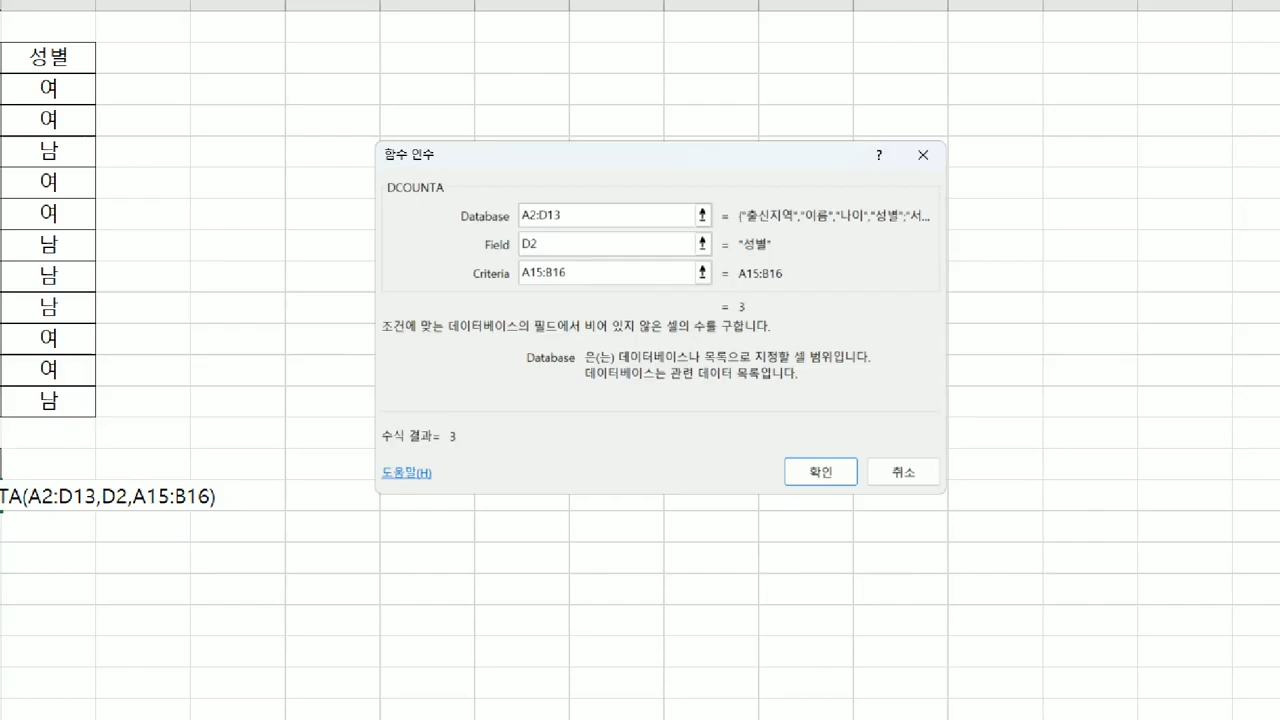 성별
여
여
남
여
여
남
남
남
여
여
남
TA(A2:D13,D2,A15:B16)
함수 인수
?
DCOUNTA
Database A2:D13 = {"출신지역","이름","나이","성별";"서...
Field D2 = "성별"
Criteria A15:B16 = A15:B16
= 3
조건에 맞는 데이터베이스의 필드에서 비어 있지 않은 셀의 수를 구합니다.
Database 은(는) 데이터베이스나 목록으로 지정할 셀 범위입니다.
데이터베이스는 관련 데이터 목록입니다.
수식 결과= 3
도움말(H)
확인
취소